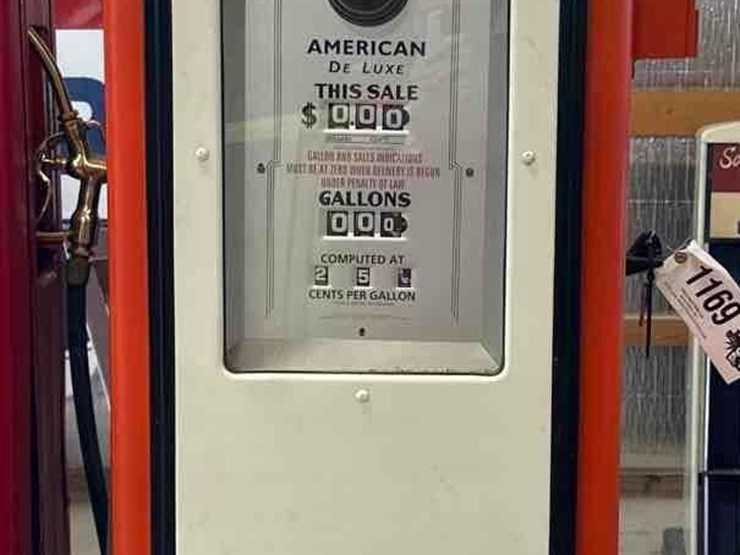 AMERICAN
DE LUXE
THIS SALE
$ 0.00
GALLON AND SALES INDICATIONS
MUST BE AT ZERO WHEN DELIVERY IS BEGUN
UNDER PENALTY OF LAW
GALLONS
000
COMPUTED AT
2 5
CENTS PER GALLON
1169